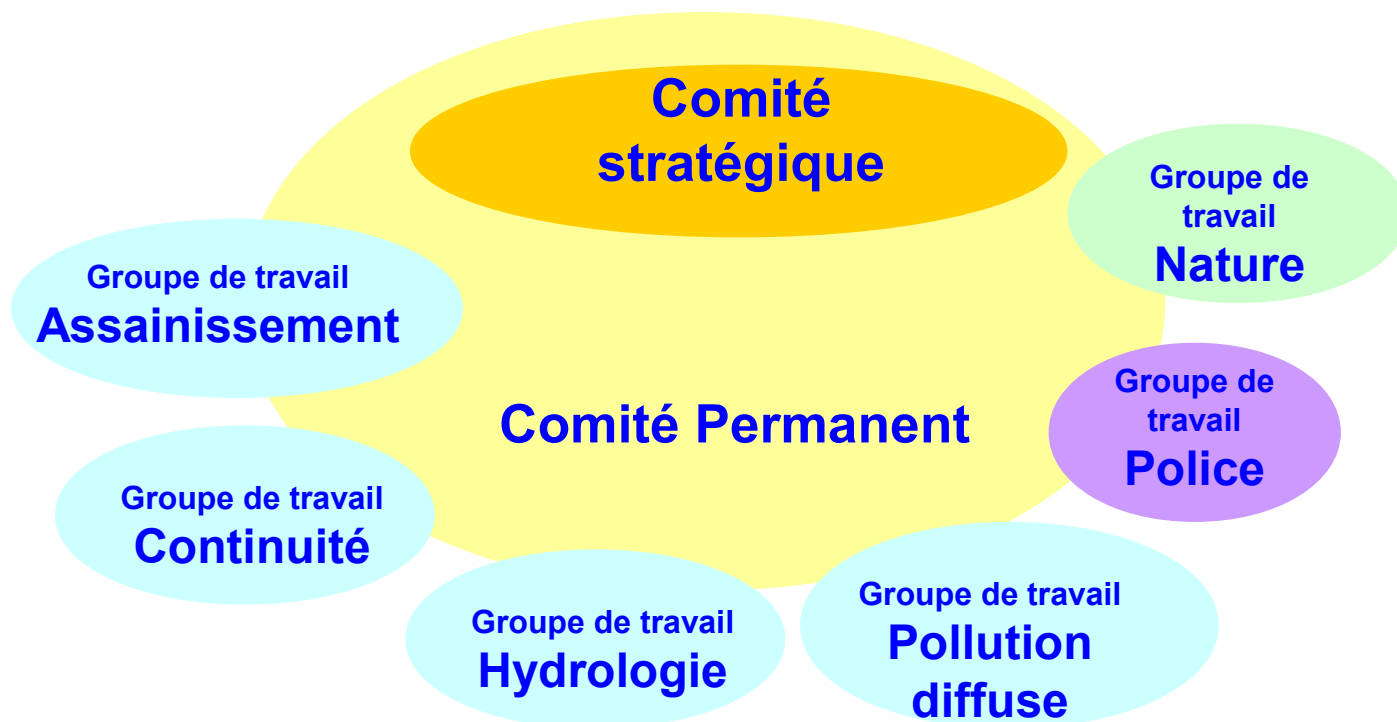 Comité
stratégique
Groupe de
travail
Nature
Groupe de travail
Assainissement
Comité Permanent
Groupe de
travail
Police
Groupe de travail
Continuité
Groupe de travail
Hydrologie
Groupe de travail
Pollution
diffuse